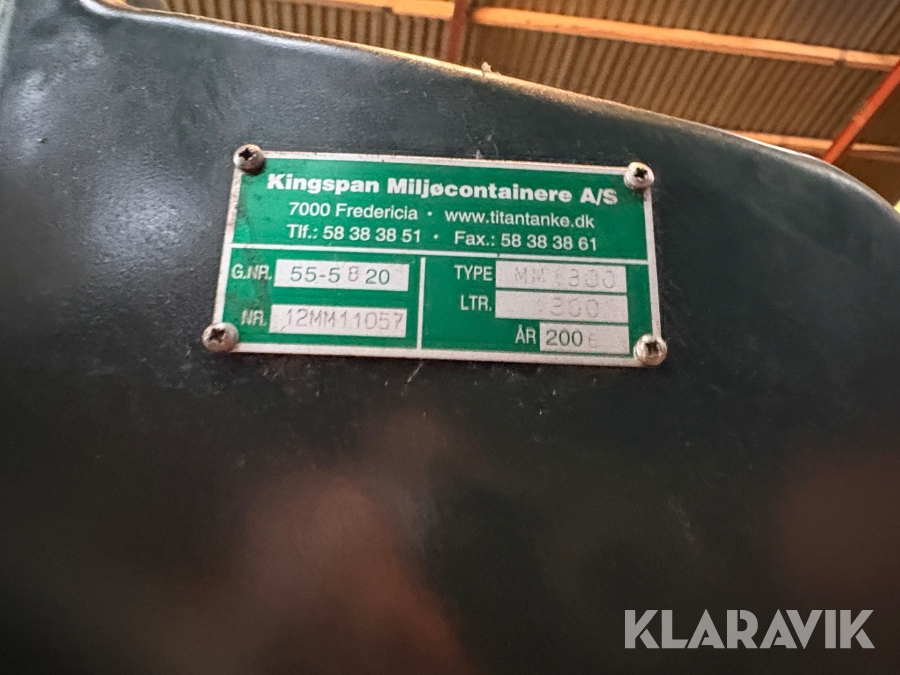 Kingspan Miljøcontainere A/S
7000 Fredericia · www.titantanke.dk
Tlf.: 58 38 38 51 · Fax.: 58 38 38 61
G.NR. 55-5 8 20
NR. 12MM11057
TYPE
LTR.
ÅR 2006
KLARAVIK